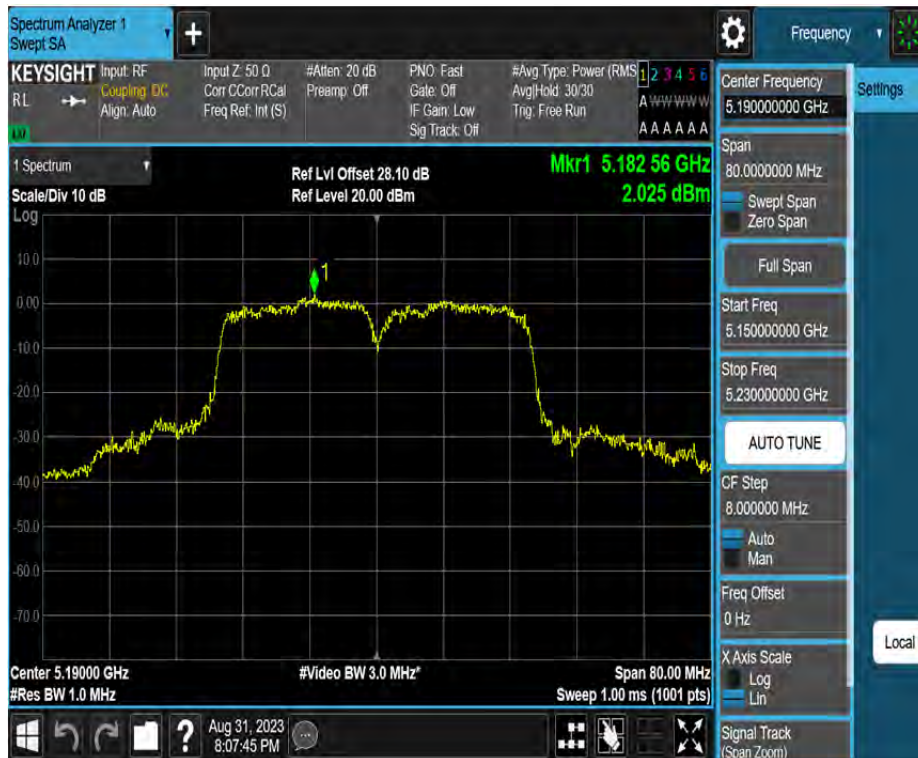 Spectrum Analyzer 1
Swept SA
Frequency
KEYSIGHT
RL
Input: RF
Coupling: DC
Align: Auto
Input Z: 50 Ω
Corr CCorr RCal
Freq Ref: Int (S)
#Atten: 20 dB
Preamp: Off
PNO: Fast
Gate: Off
IF Gain: Low
Sig Track: Off
#Avg Type: Power (RMS
Avg|Hold: 30/30
Trig: Free Run
1 2 3 4 5 6
A W W W W W
A A A A A A
1 Spectrum
Scale/Div 10 dB
Ref Lvl Offset 28.10 dB
Ref Level 20.00 dBm
Mkr1 5.182 56 GHz
2.025 dBm
Log
10.0
0.00
-10.0
-20.0
-30.0
-40.0
-50.0
-60.0
-70.0
1
Center 5.19000 GHz
#Res BW 1.0 MHz
#Video BW 3.0 MHz*
Span 80.00 MHz
Sweep 1.00 ms (1001 pts)
Aug 31, 2023
8:07:45 PM
Center Frequency
5.190000000 GHz
Settings
Span
80.0000000 MHz
Swept Span
Zero Span
Full Span
Start Freq
5.150000000 GHz
Stop Freq
5.230000000 GHz
AUTO TUNE
CF Step
8.000000 MHz
Auto
Man
Freq Offset
0 Hz
X Axis Scale
Log
Lin
Local
Signal Track
(Span Zoom)